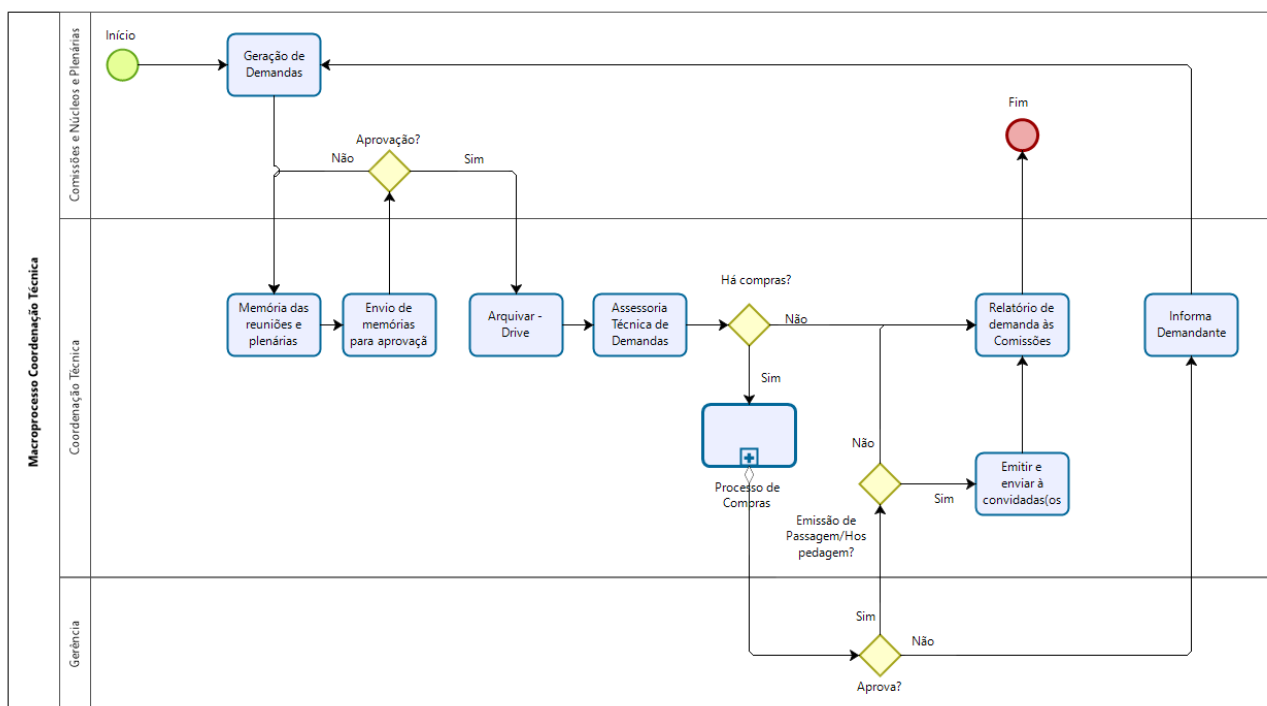 Macroprocesso Coordenação Técnica
Comissões e Núcleos e Plenárias
Início
Geração de
Demandas
Aprovação?
Não
Sim
Fim
Coordenação Técnica
Memória das
reuniões e
plenárias
Envio de
memórias
para aprovaçã
Arquivar -
Drive
Assessoria
Técnica de
Demandas
Há compras?
Não
Sim
Relatório de
demanda às
Comissões
Informa
Demandante
Processo de
Compras
Não
Sim
Emissão de
Passagem/Hos
pedagem?
Emitir e
enviar à
convidadas(os
Gerência
Sim
Não
Aprova?